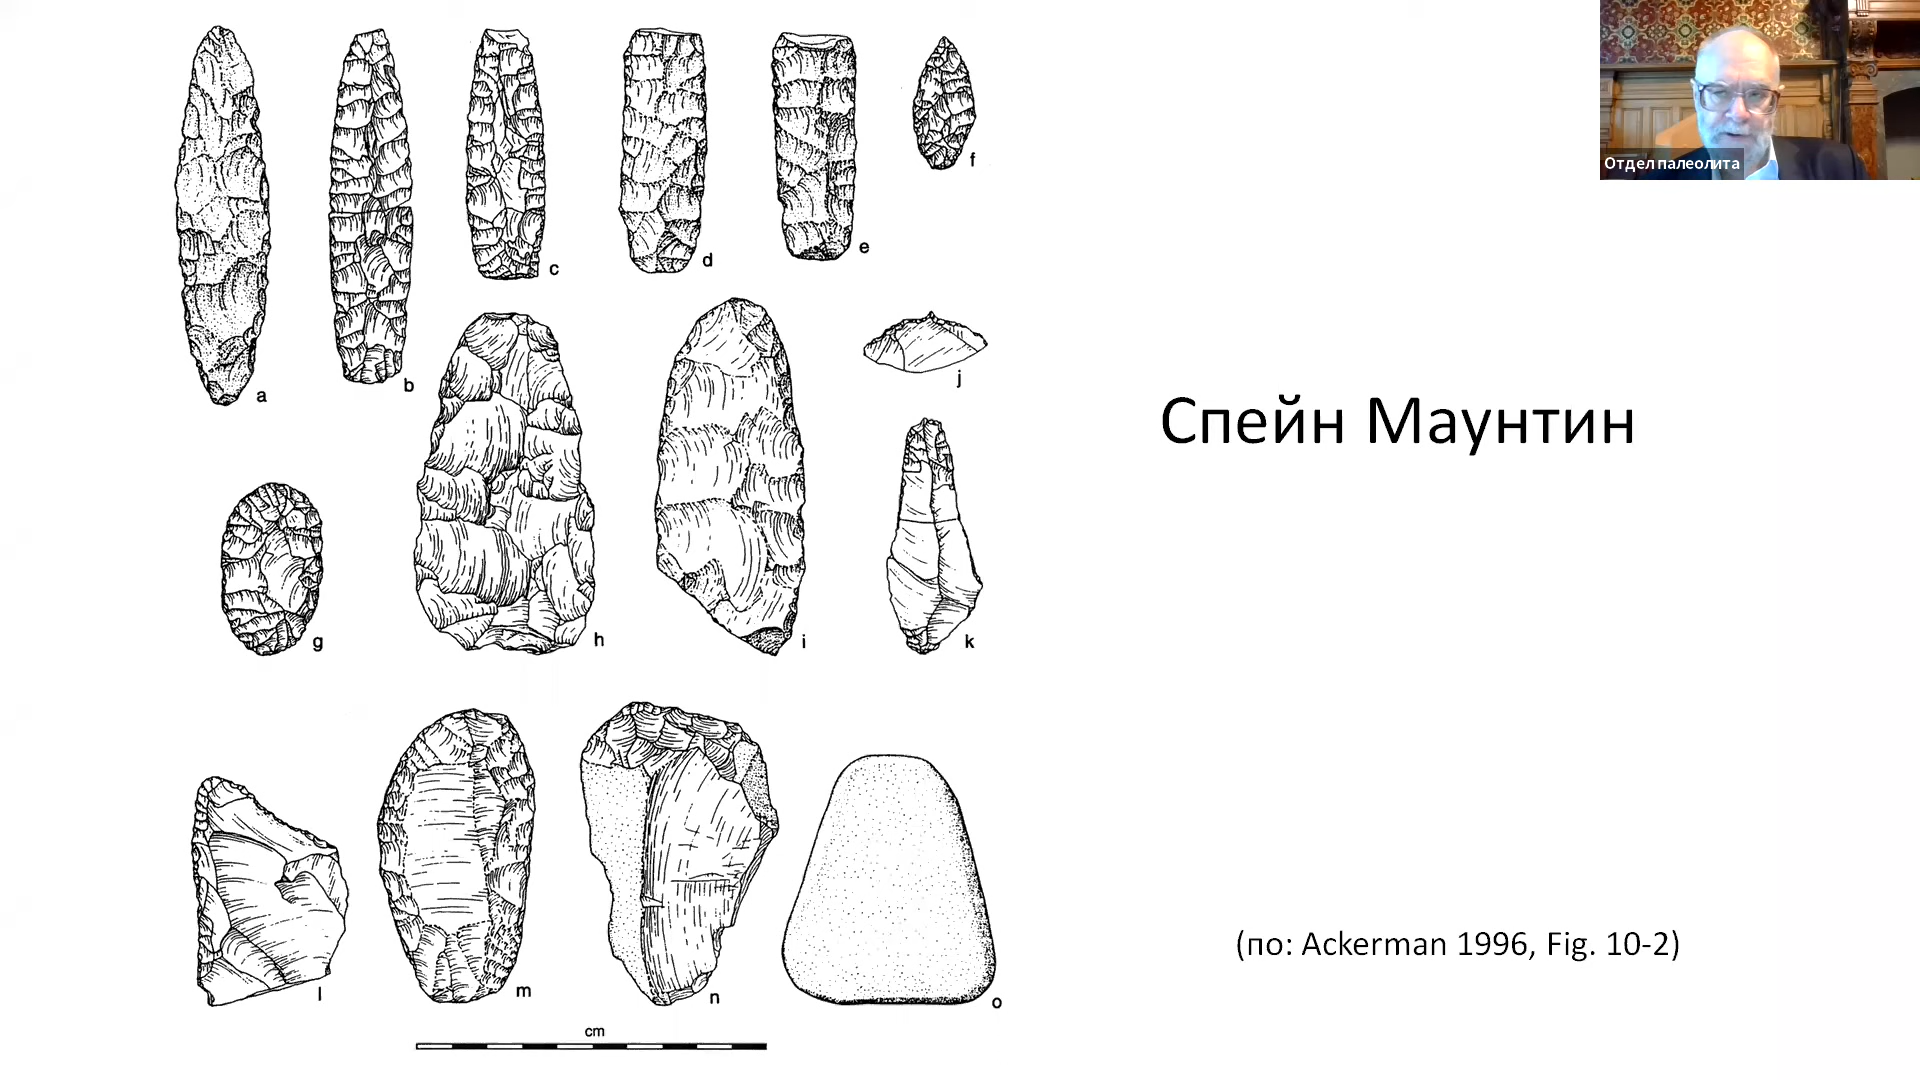 Отдел палеолита
a
b
c
d
e
f
g
h
i
j
k
l
m
n
o
cm
Спейн Маунтин
(по: Ackerman 1996, Fig. 10-2)